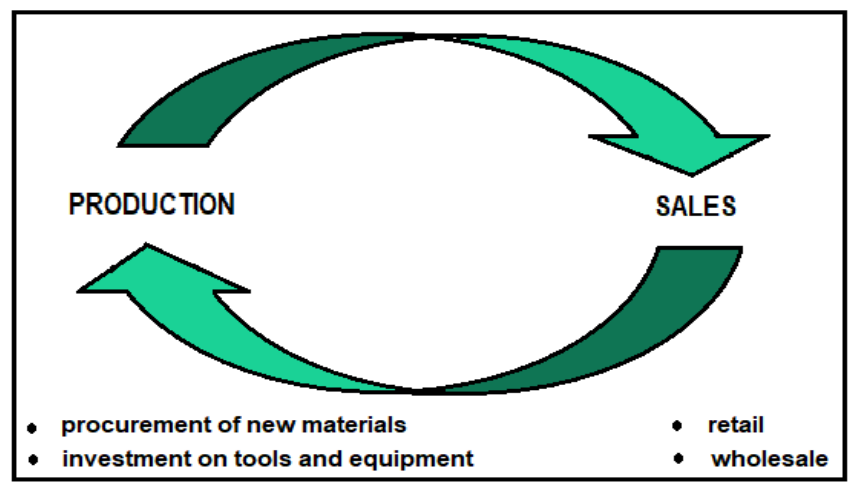 PRODUCTION
SALES
• procurement of new materials
• investment on tools and equipment
• retail
• wholesale